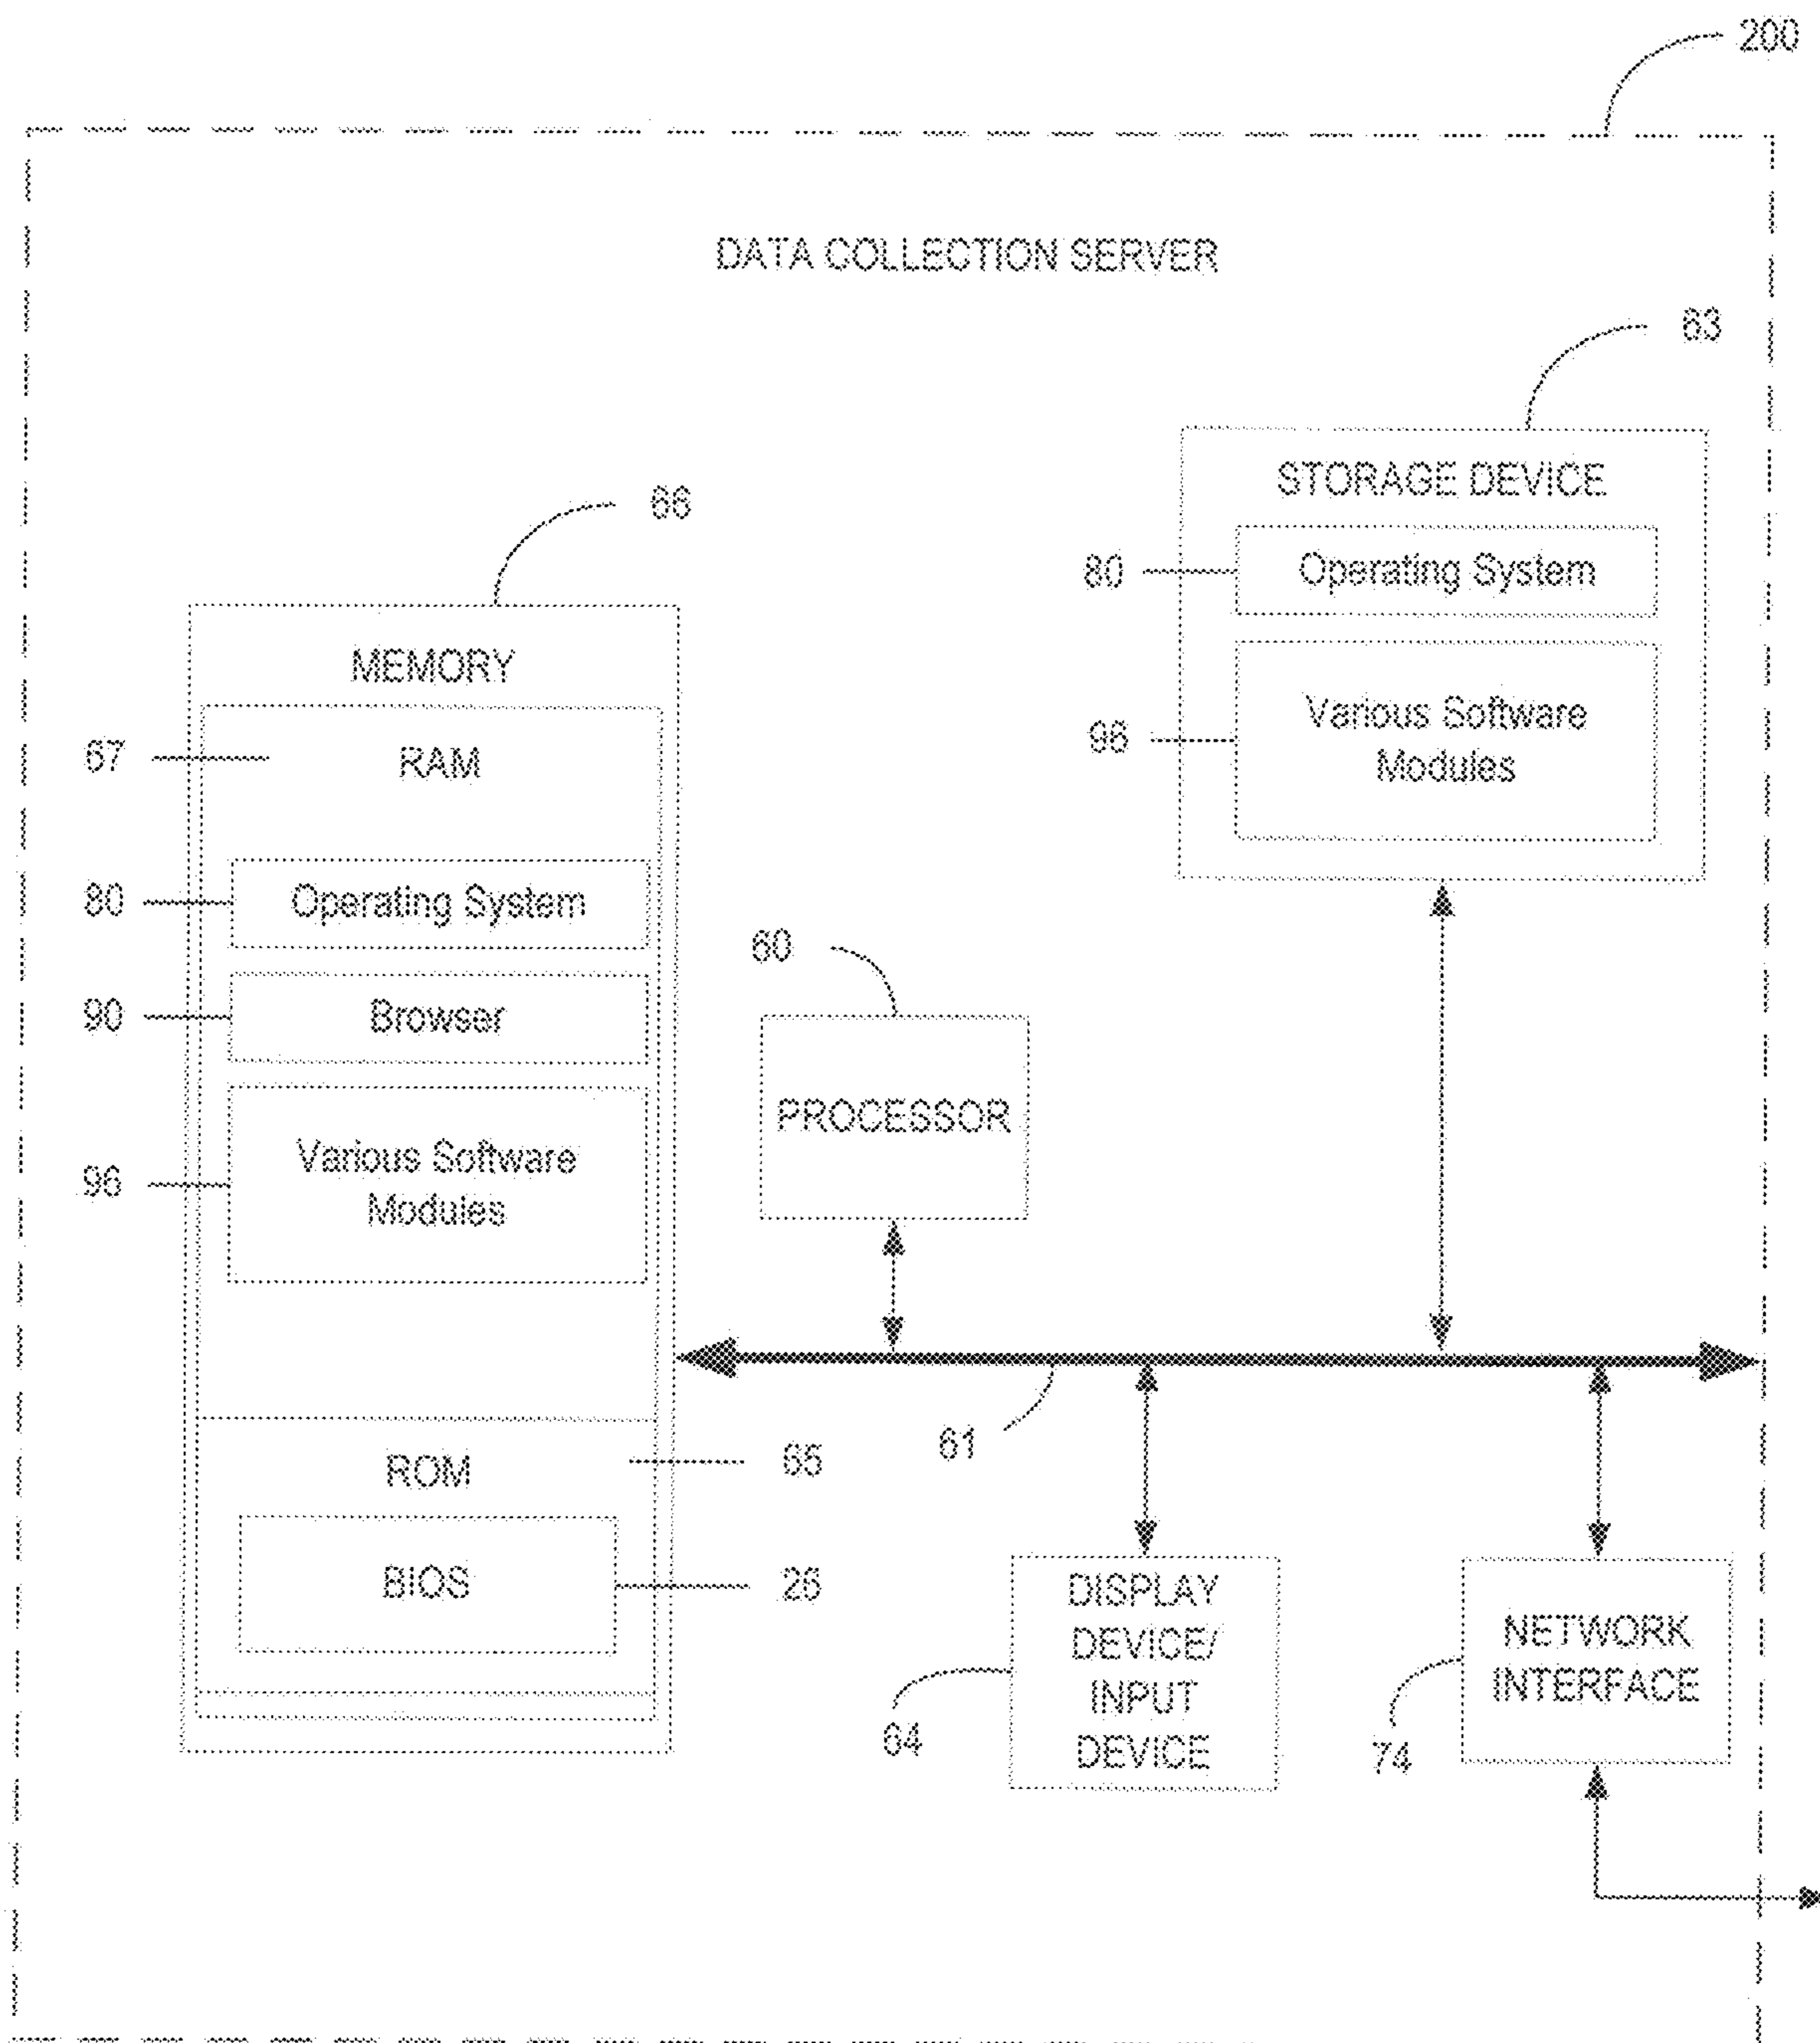 200
DATA COLLECTION SERVER
63
STORAGE DEVICE
80
Operating System
96
Various Software
Modules
66
MEMORY
67
RAM
80
Operating System
90
Browser
96
Various Software
Modules
60
PROCESSOR
61
ROM
65
BIOS
26
DISPLAY
DEVICE/
INPUT
DEVICE
64
NETWORK
INTERFACE
74